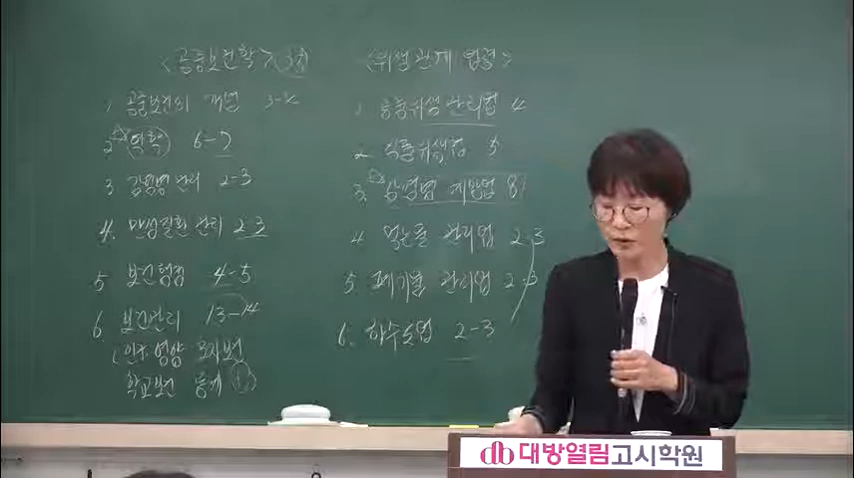 <공중보건학>
1 공중보건의 개념 3-4
2 역학 6-7
3 감염병 관리 2-3
4. 만성질환 관리 2-3
5 보건행정 4-5
6. 보건관리 13-14
(인구. 영양 모자보건
학교보건 통계
<위생관계 법령>
1 공중위생 관리법 4
2 식품위생법 5
3. 감염병 예방법 8
4 먹는물 관리법 2-3
5. 폐기물 관리법 2-3
6. 하수도법 2-3
대방열림고시학원